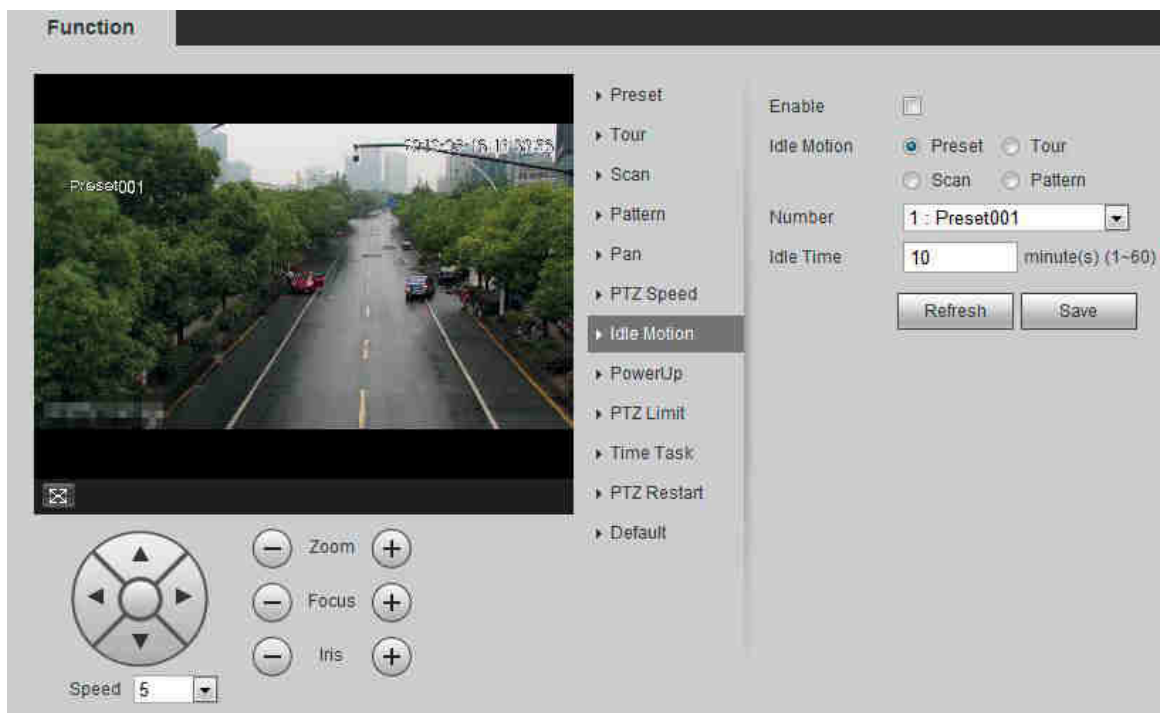 Function
Preset001
Preset
Tour
Scan
Pattern
Pan
PTZ Speed
Idle Motion
PowerUp
PTZ Limit
Time Task
PTZ Restart
Default
Enable
Idle Motion
Preset Tour
Scan Pattern
Number 1 : Preset001
Idle Time 10 minute(s) (1~60)
Refresh Save
Zoom
Focus
Iris
Speed 5